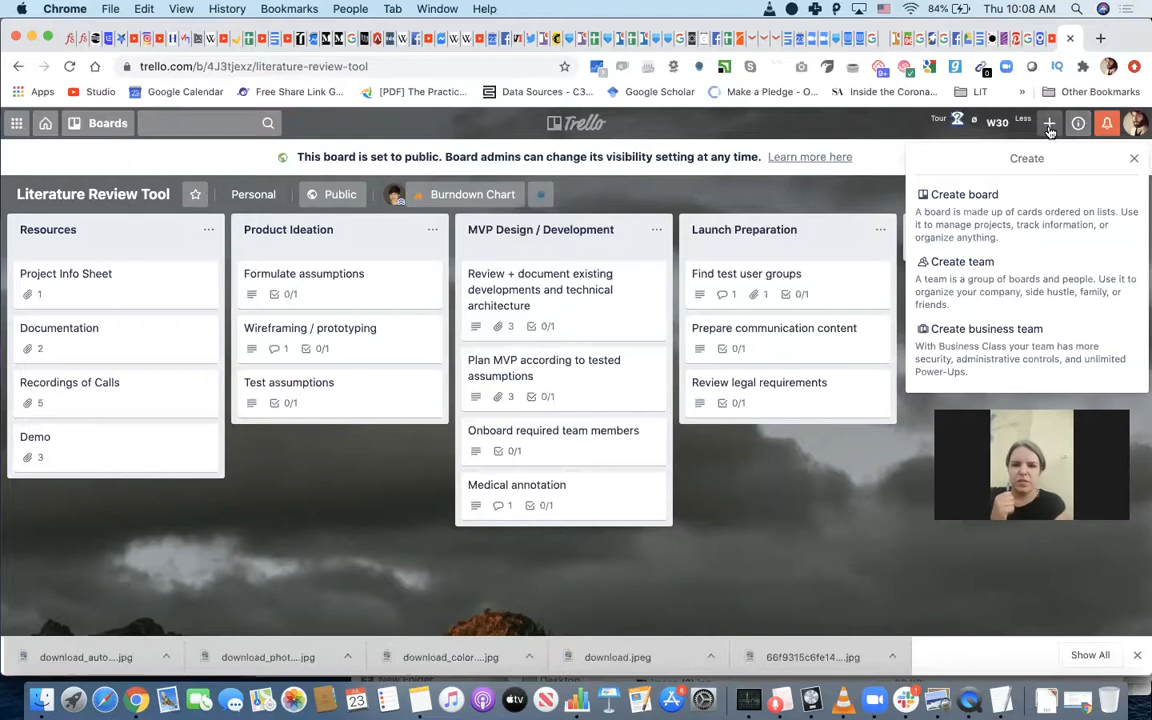 Chrome File Edit View History Bookmarks People Tab Window Help 84% Thu 10:08 AM
trello.com/b/4J3tjexz/literature-review-tool
Apps Studio Google Calendar Free Share Link G... [PDF] The Practic... Data Sources - C3... Google Scholar Make a Pledge - O... Inside the Corona... LIT » Other Bookmarks
Boards Trello Tour ø W30 Less
This board is set to public. Board admins can change its visibility setting at any time. Learn more here
Create
Create board
A board is made up of cards ordered on lists. Use
it to manage projects, track information, or
organize anything.
Create team
A team is a group of boards and people. Use it to
organize your company, side hustle, family, or
friends.
Create business team
With Business Class your team has more
security, administrative controls, and unlimited
Power-Ups.
Literature Review Tool Personal Public Burndown Chart
Resources
Project Info Sheet
1
Documentation
2
Recordings of Calls
5
Demo
3
Product Ideation
Formulate assumptions
0/1
Wireframing / prototyping
1 0/1
Test assumptions
0/1
MVP Design / Development
Review + document existing
developments and technical
architecture
3 0/1
Plan MVP according to tested
assumptions
3 0/1
Onboard required team members
0/1
Medical annotation
1 0/1
Launch Preparation
Find test user groups
1 1 0/1
Prepare communication content
0/1
Review legal requirements
0/1
download_auto....jpg download_phot....jpg download_color....jpg download.jpeg 66f9315c6fe14....jpg Show All